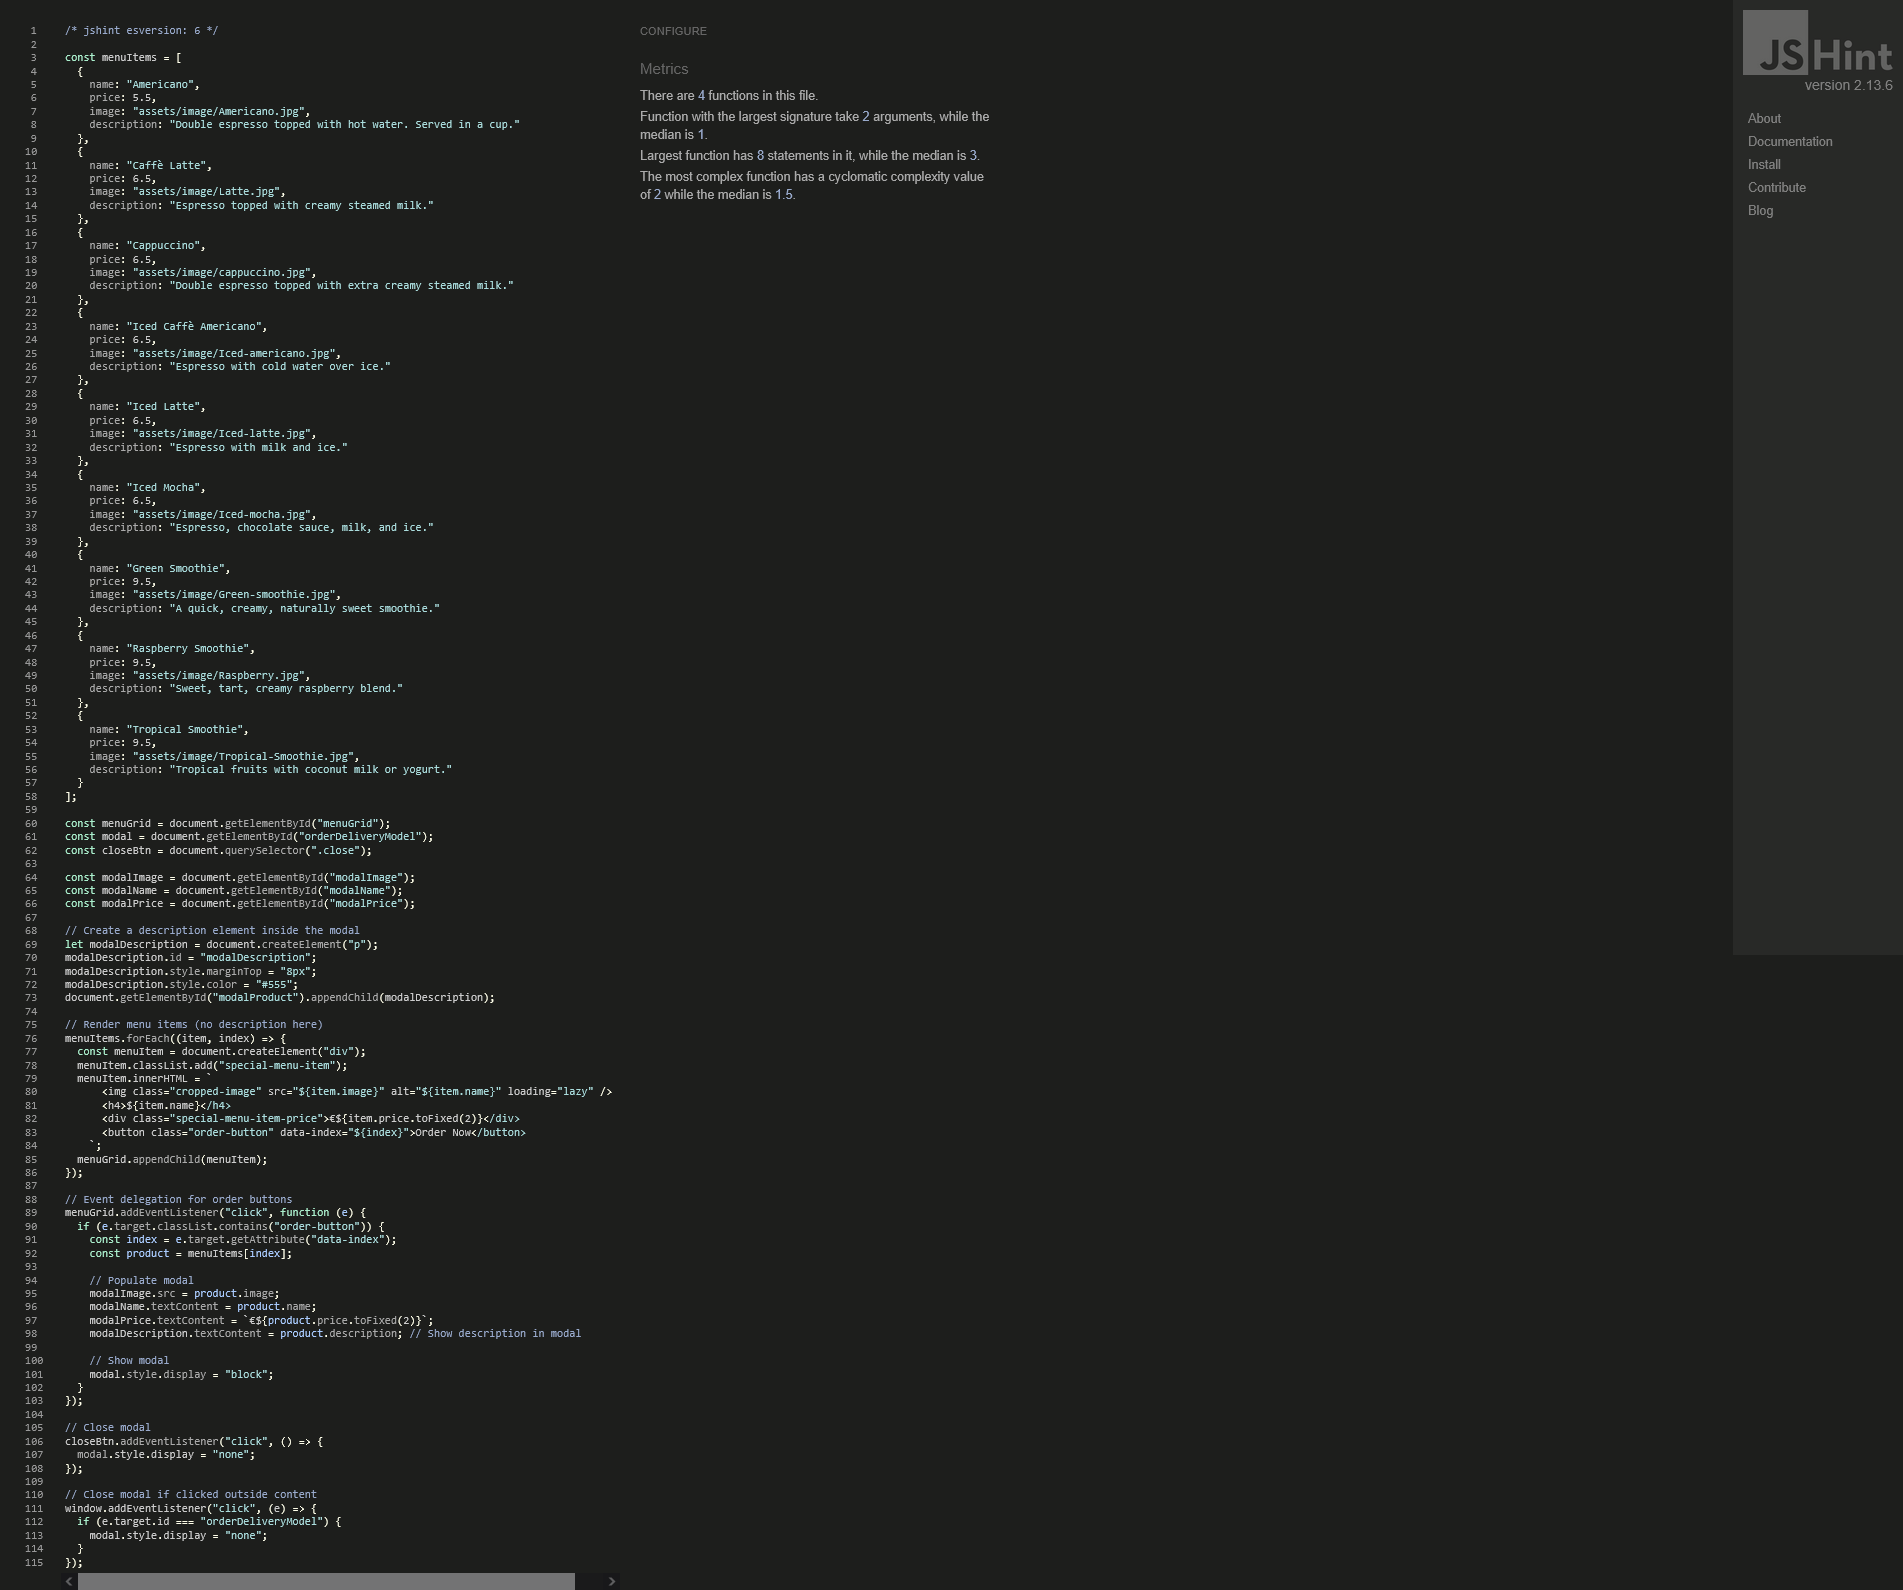 1 /* jshint esversion: 6 */
2
3 const menuItems = [
4 {
5 name: "Americano",
6 price: 5.5,
7 image: "assets/image/Americano.jpg",
8 description: "Double espresso topped with hot water. Served in a cup."
9 },
10 {
11 name: "Caffè Latte",
12 price: 6.5,
13 image: "assets/image/Latte.jpg",
14 description: "Espresso topped with creamy steamed milk."
15 },
16 {
17 name: "Cappuccino",
18 price: 6.5,
19 image: "assets/image/cappuccino.jpg",
20 description: "Double espresso topped with extra creamy steamed milk."
21 },
22 {
23 name: "Iced Caffè Americano",
24 price: 6.5,
25 image: "assets/image/Iced-americano.jpg",
26 description: "Espresso with cold water over ice."
27 },
28 {
29 name: "Iced Latte",
30 price: 6.5,
31 image: "assets/image/Iced-latte.jpg",
32 description: "Espresso with milk and ice."
33 },
34 {
35 name: "Iced Mocha",
36 price: 6.5,
37 image: "assets/image/Iced-mocha.jpg",
38 description: "Espresso, chocolate sauce, milk, and ice."
39 },
40 {
41 name: "Green Smoothie",
42 price: 9.5,
43 image: "assets/image/Green-smoothie.jpg",
44 description: "A quick, creamy, naturally sweet smoothie."
45 },
46 {
47 name: "Raspberry Smoothie",
48 price: 9.5,
49 image: "assets/image/Raspberry.jpg",
50 description: "Sweet, tart, creamy raspberry blend."
51 },
52 {
53 name: "Tropical Smoothie",
54 price: 9.5,
55 image: "assets/image/Tropical-Smoothie.jpg",
56 description: "Tropical fruits with coconut milk or yogurt."
57 }
58 ];
59
60 const menuGrid = document.getElementById("menuGrid");
61 const modal = document.getElementById("orderDeliveryModel");
62 const closeBtn = document.querySelector(".close");
63
64 const modalImage = document.getElementById("modalImage");
65 const modalName = document.getElementById("modalName");
66 const modalPrice = document.getElementById("modalPrice");
67
68 // Create a description element inside the modal
69 let modalDescription = document.createElement("p");
70 modalDescription.id = "modalDescription";
71 modalDescription.style.marginTop = "8px";
72 modalDescription.style.color = "#555";
73 document.getElementById("modalProduct").appendChild(modalDescription);
74
75 // Render menu items (no description here)
76 menuItems.forEach((item, index) => {
77 const menuItem = document.createElement("div");
78 menuItem.classList.add("special-menu-item");
79 menuItem.innerHTML = `
80 <img class="cropped-image" src="${item.image}" alt="${item.name}" loading="lazy" />
81 <h4>${item.name}</h4>
82 <div class="special-menu-item-price">€${item.price.toFixed(2)}</div>
83 <button class="order-button" data-index="${index}">Order Now</button>
84 `;
85 menuGrid.appendChild(menuItem);
86 });
87
88 // Event delegation for order buttons
89 menuGrid.addEventListener("click", function (e) {
90 if (e.target.classList.contains("order-button")) {
91 const index = e.target.getAttribute("data-index");
92 const product = menuItems[index];
93
94 // Populate modal
95 modalImage.src = product.image;
96 modalName.textContent = product.name;
97 modalPrice.textContent = `€${product.price.toFixed(2)}`;
98 modalDescription.textContent = product.description; // Show description in modal
99
100 // Show modal
101 modal.style.display = "block";
102 }
103 });
104
105 // Close modal
106 closeBtn.addEventListener("click", () => {
107 modal.style.display = "none";
108 });
109
110 // Close modal if clicked outside content
111 window.addEventListener("click", (e) => {
112 if (e.target.id === "orderDeliveryModel") {
113 modal.style.display = "none";
114 }
115 });
CONFIGURE
Metrics
There are 4 functions in this file.
Function with the largest signature take 2 arguments, while the
median is 1.
Largest function has 8 statements in it, while the median is 3.
The most complex function has a cyclomatic complexity value
of 2 while the median is 1.5.
JSHint
version 2.13.6
About
Documentation
Install
Contribute
Blog